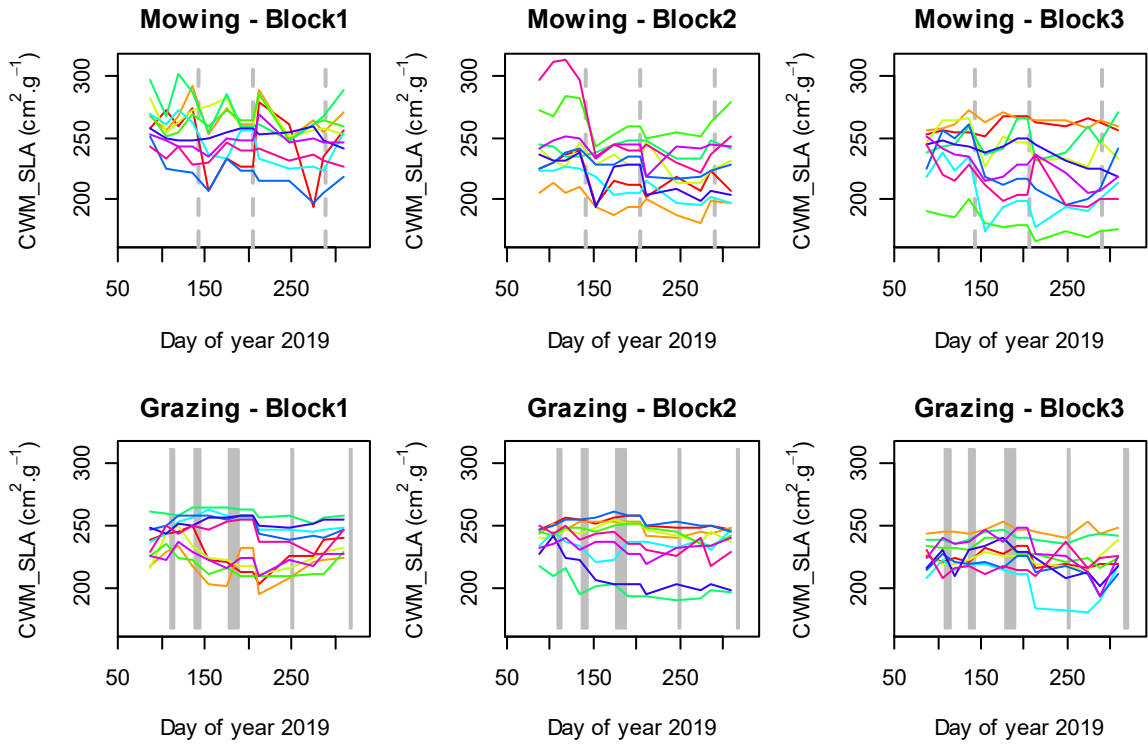 Mowing - Block1
CWM_SLA (cm².g⁻¹)
300
250
200
50 150 250
Day of year 2019
Mowing - Block2
CWM_SLA (cm².g⁻¹)
300
250
200
50 150 250
Day of year 2019
Mowing - Block3
CWM_SLA (cm².g⁻¹)
300
250
200
50 150 250
Day of year 2019
Grazing - Block1
CWM_SLA (cm².g⁻¹)
300
250
200
50 150 250
Day of year 2019
Grazing - Block2
CWM_SLA (cm².g⁻¹)
300
250
200
50 150 250
Day of year 2019
Grazing - Block3
CWM_SLA (cm².g⁻¹)
300
250
200
50 150 250
Day of year 2019